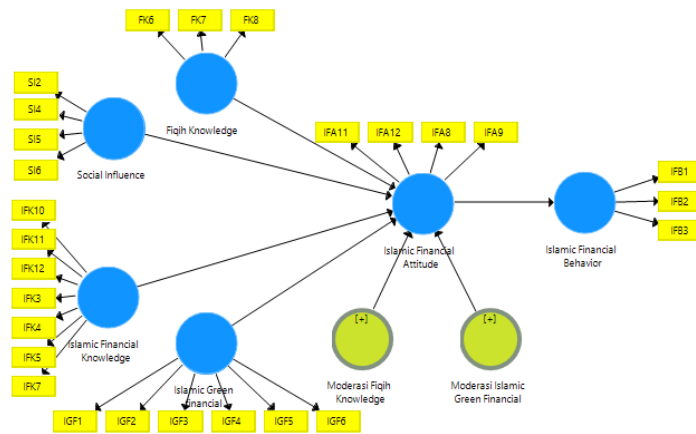 FK6
FK7
FK8
Fiqih Knowledge
SI2
SI4
SI5
SI6
Social Influence
IFA11
IFA12
IFA8
IFA9
Islamic Financial
Attitude
IFB1
IFB2
IFB3
Islamic Financial
Behavior
IFK10
IFK11
IFK12
IFK3
IFK4
IFK5
IFK7
Islamic Financial
Knowledge
Islamic Green
Financial
IGF1
IGF2
IGF3
IGF4
IGF5
IGF6
[+]
Moderasi Fiqih
Knowledge
[+]
Moderasi Islamic
Green Financial